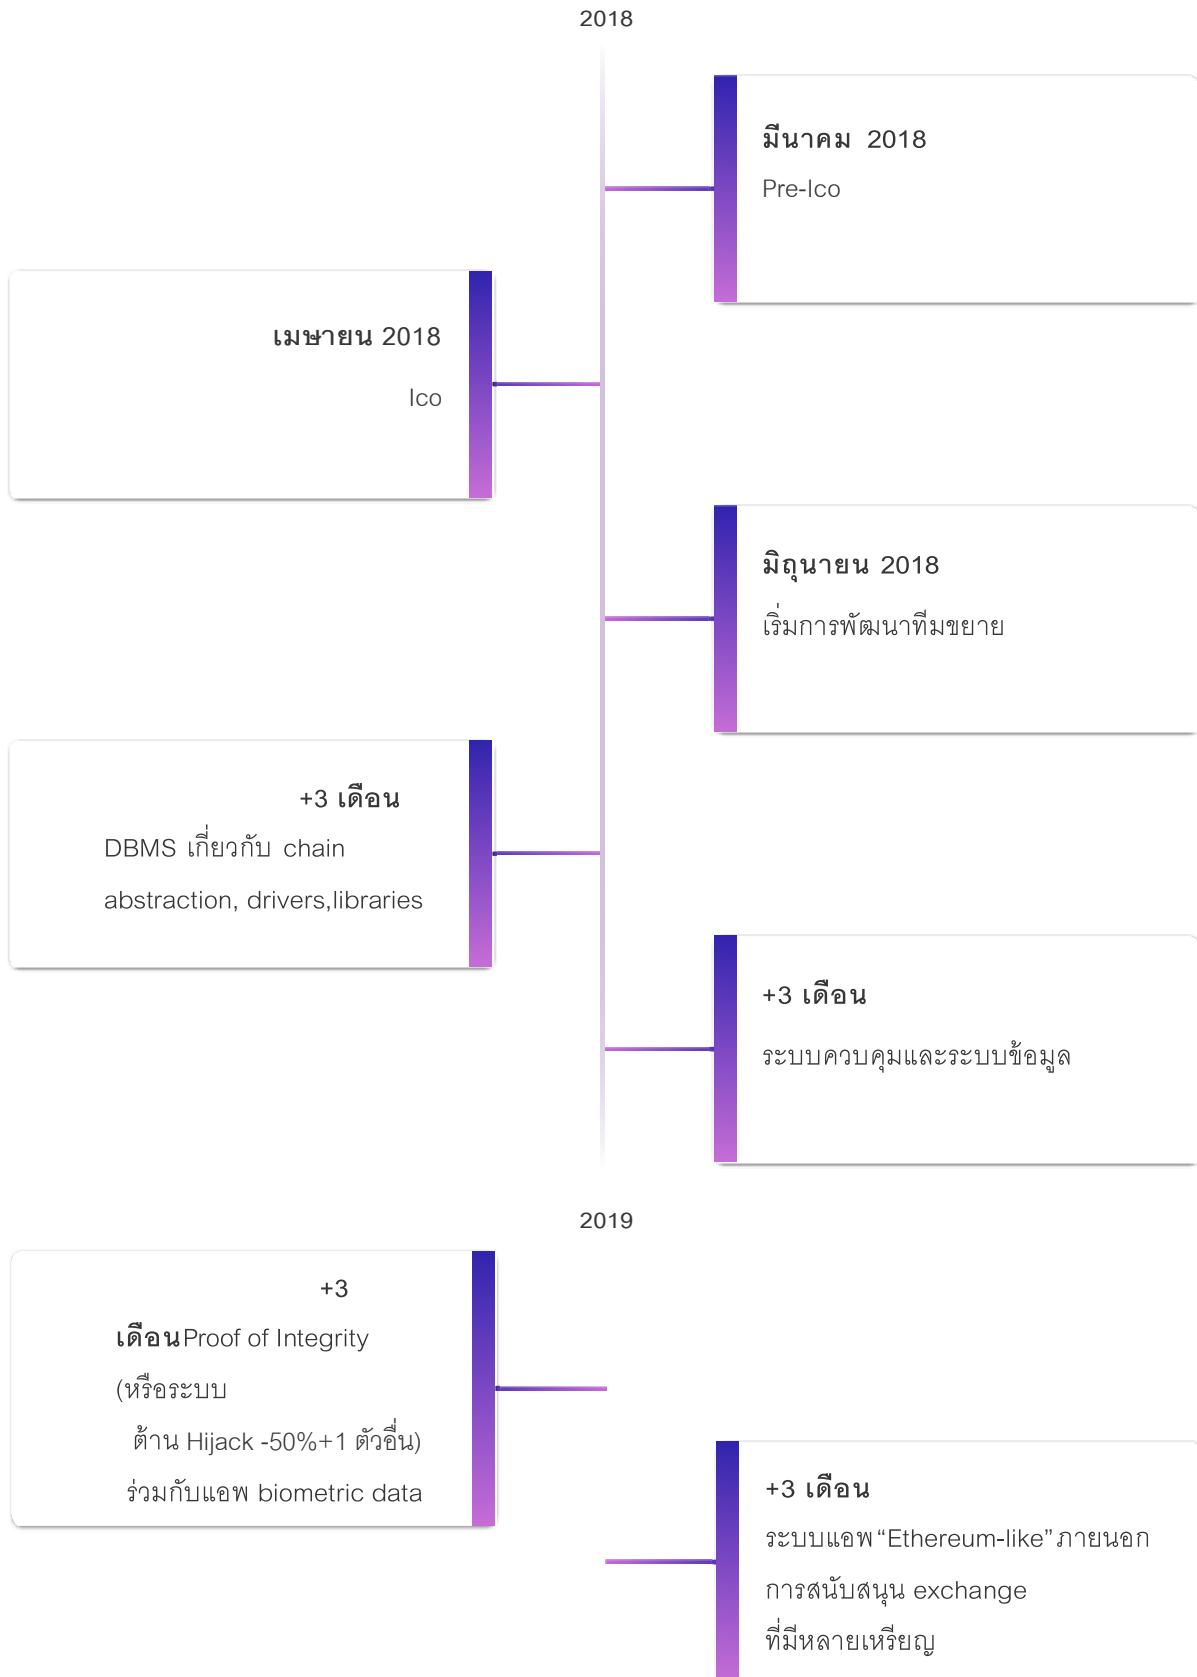 2018
มีนาคม 2018
Pre-Ico
เมษายน 2018
Ico
มิถุนายน 2018
เริ่มการพัฒนาทีมขยาย
+3 เดือน
DBMS เกี่ยวกับ chain
abstraction, drivers,libraries
+3 เดือน
ระบบควบคุมและระบบข้อมูล
2019
+3
เดือนProof of Integrity
(หรือระบบ
ต้าน Hijack -50%+1 ตัวอื่น)
ร่วมกับแอพ biometric data
+3 เดือน
ระบบแอพ“Ethereum-like”ภายนอก
การสนับสนุน exchange
ที่มีหลายเหรียญ